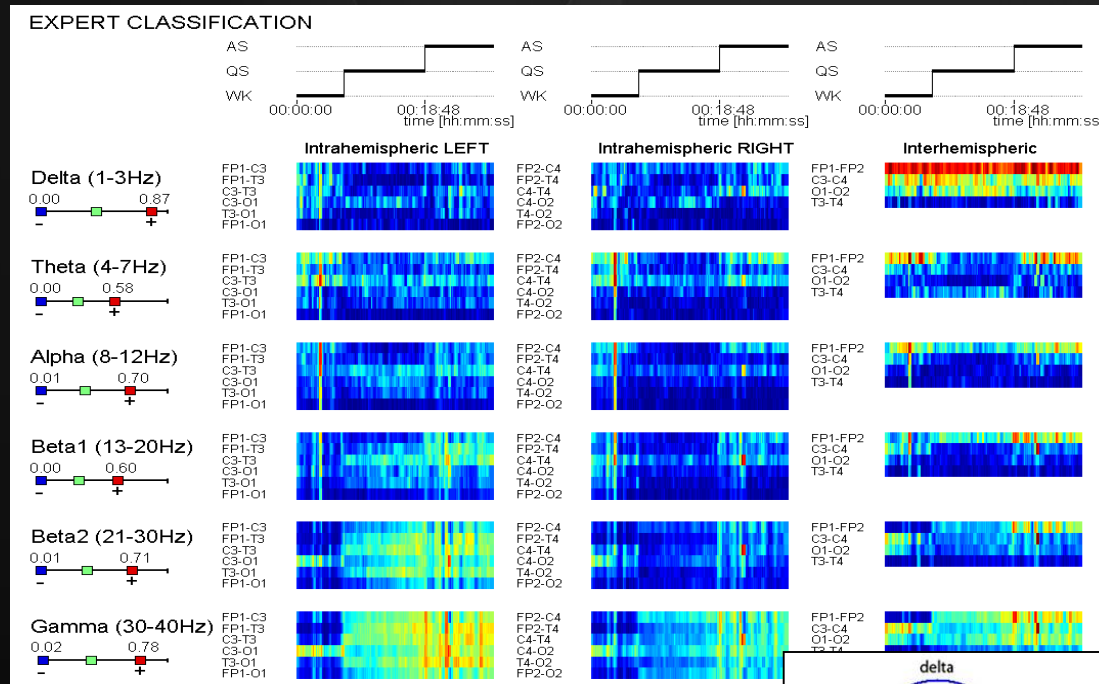 EXPERT CLASSIFICATION
AS AS AS
QS QS QS
WK WK WK
00:00:00 00:18:48 00:00:00 00:18:48 00:00:00 00:18:48
time [hh:mm:ss] time [hh:mm:ss] time [hh:mm:ss]
Intrahemispheric LEFT Intrahemispheric RIGHT Interhemispheric
Delta (1-3Hz)
0.00 0.87
- +
FP1-C3 FP2-C4 FP1-FP2
FP1-T3 FP2-T4 C3-C4
C3-T3 C4-T4 O1-O2
C3-O1 C4-O2 T3-T4
T3-O1 T4-O2
FP1-O1 FP2-O2
Theta (4-7Hz)
0.00 0.58
- +
FP1-C3 FP2-C4 FP1-FP2
FP1-T3 FP2-T4 C3-C4
C3-T3 C4-T4 O1-O2
C3-O1 C4-O2 T3-T4
T3-O1 T4-O2
FP1-O1 FP2-O2
Alpha (8-12Hz)
0.01 0.70
- +
FP1-C3 FP2-C4 FP1-FP2
FP1-T3 FP2-T4 C3-C4
C3-T3 C4-T4 O1-O2
C3-O1 C4-O2 T3-T4
T3-O1 T4-O2
FP1-O1 FP2-O2
Beta1 (13-20Hz)
0.00 0.60
- +
FP1-C3 FP2-C4 FP1-FP2
FP1-T3 FP2-T4 C3-C4
C3-T3 C4-T4 O1-O2
C3-O1 C4-O2 T3-T4
T3-O1 T4-O2
FP1-O1 FP2-O2
Beta2 (21-30Hz)
0.01 0.71
- +
FP1-C3 FP2-C4 FP1-FP2
FP1-T3 FP2-T4 C3-C4
C3-T3 C4-T4 O1-O2
C3-O1 C4-O2 T3-T4
T3-O1 T4-O2
FP1-O1 FP2-O2
Gamma (30-40Hz)
0.02 0.78
- +
FP1-C3 FP2-C4 FP1-FP2
FP1-T3 FP2-T4 C3-C4
C3-T3 C4-T4 O1-O2
C3-O1 C4-O2 T3-T4
T3-O1 T4-O2
FP1-O1 FP2-O2
delta